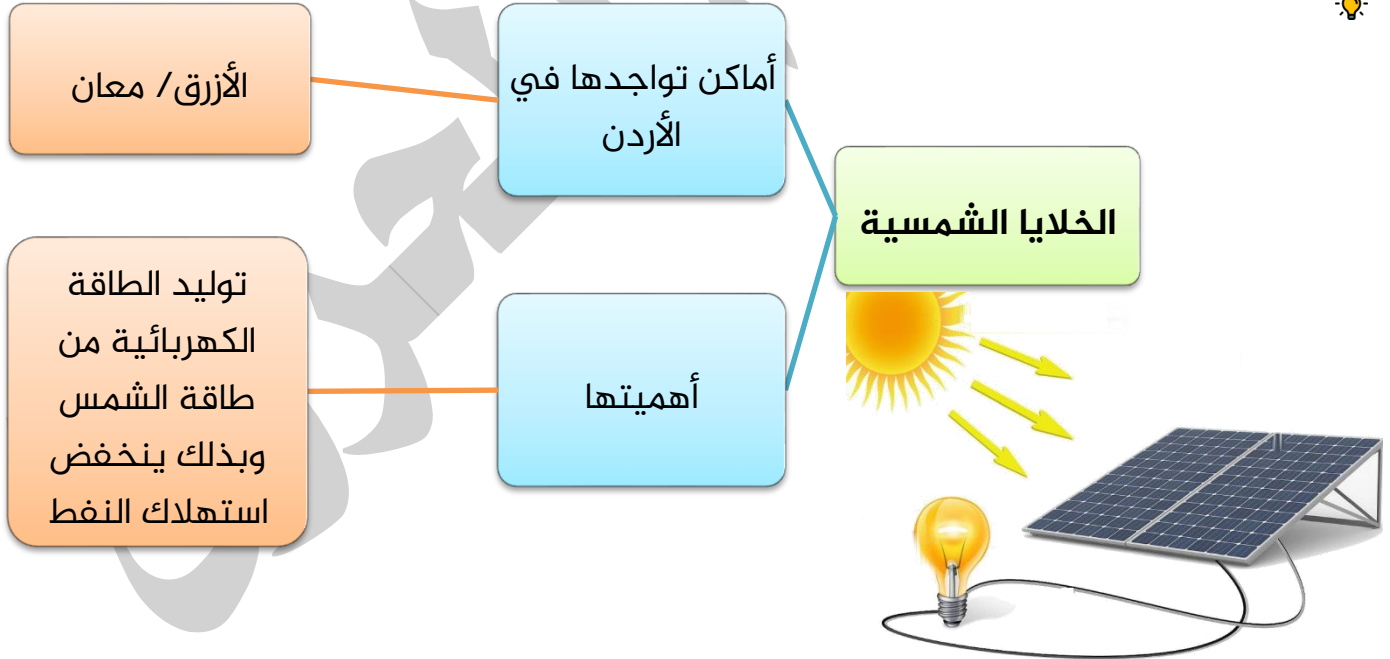 الخلايا الشمسية
أماكن تواجدها في
الأردن
الأزرق/ معان
أهميتها
توليد الطاقة
الكهربائية من
طاقة الشمس
وبذلك ينخفض
استهلاك النفط